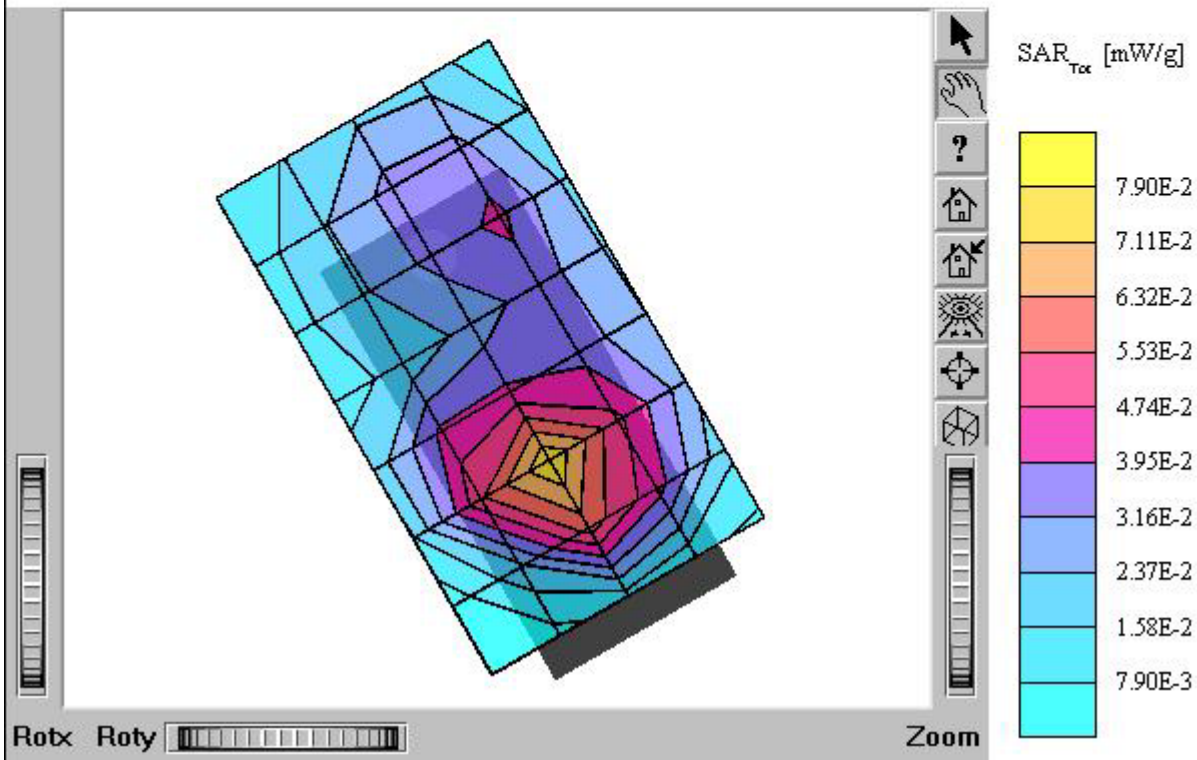 SARTot [mW/g]
?
7.90E-2
7.11E-2
6.32E-2
5.53E-2
4.74E-2
3.95E-2
3.16E-2
2.37E-2
1.58E-2
7.90E-3
Rotx Roty Zoom